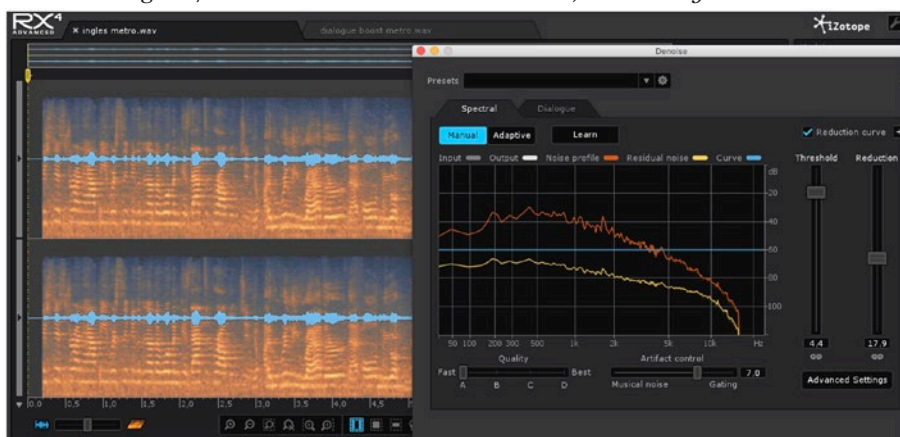 RX 4
ADVANCED
× ingles metro.wav
dialogue boost metro.wav
iZotope
Denoise
Presets
Spectral
Dialogue
Manual
Adaptive
Learn
Reduction curve
Input
Output
Noise profile
Residual noise
Curve
Threshold
Reduction
dB
-20
-40
-60
-80
-100
50 100 200 300 500 1k 2k 5k 10k Hz
Quality
Artifact control
Fast
Best
A B C D
Musical noise
Gating
7,0
4,4
17,9
Advanced Settings
0,0 0,5 1,0 1,5 2,0 2,5 3,0 3,5 4,0 4,5